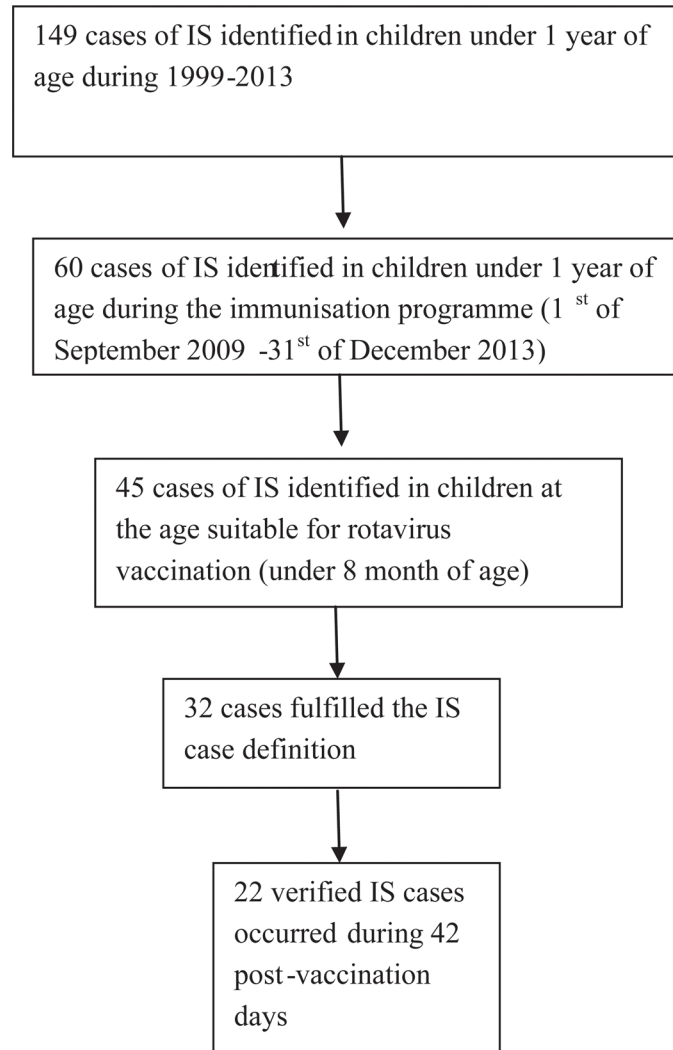 149 cases of IS identified in children under 1 year of
age during 1999-2013
60 cases of IS identified in children under 1 year of
age during the immunisation programme (1 st of
September 2009 -31st of December 2013)
45 cases of IS identified in children at
the age suitable for rotavirus
vaccination (under 8 month of age)
32 cases fulfilled the IS
case definition
22 verified IS cases
occurred during 42
post-vaccination
days